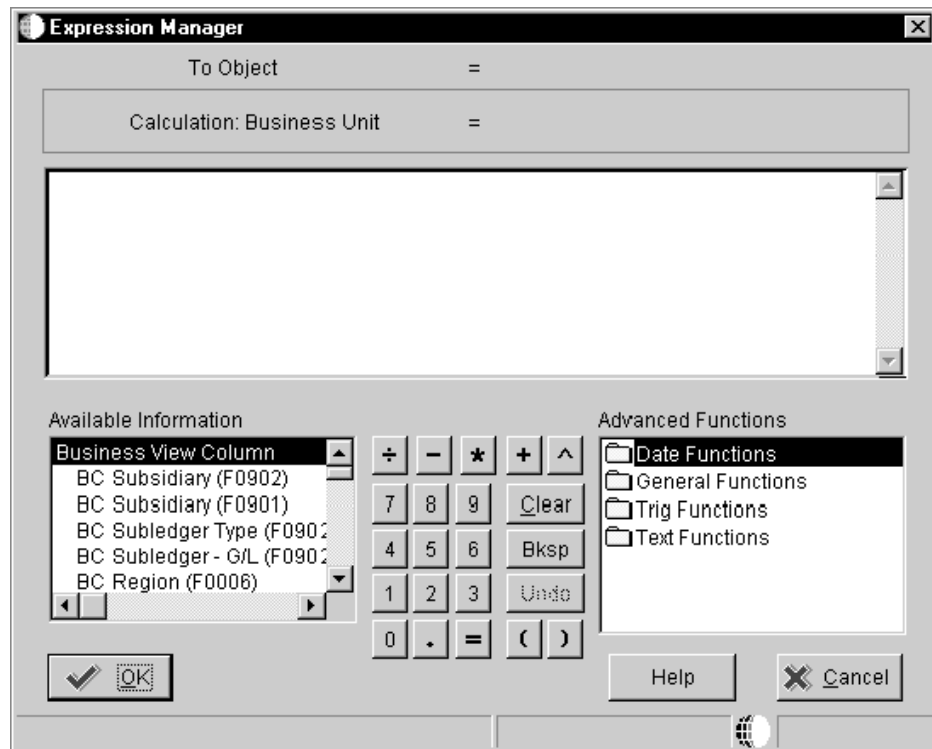 Expression Manager
To Object =
Calculation: Business Unit =
Available Information
Business View Column
BC Subsidiary (F0902)
BC Subsidiary (F0901)
BC Subledger Type (F0902
BC Subledger - G/L (F0902
BC Region (F0006)
÷ − * + ^
7 8 9 Clear
4 5 6 Bksp
1 2 3 Undo
0 . = ( )
Advanced Functions
Date Functions
General Functions
Trig Functions
Text Functions
OK
Help
Cancel